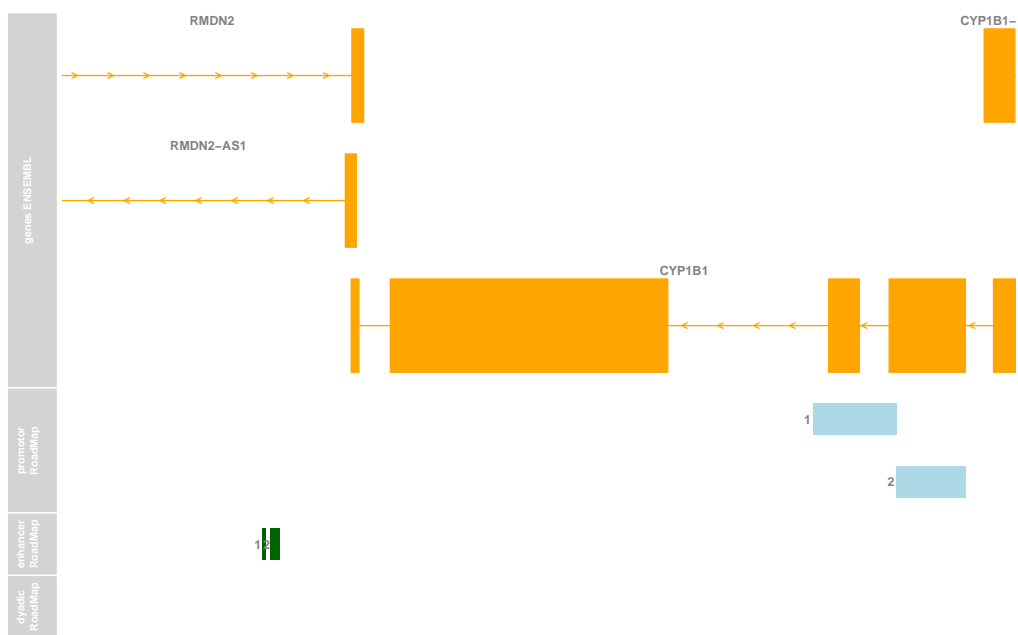 RMDN2
CYP1B1–
RMDN2–AS1
CYP1B1
genes ENSEMBL
promotor
RoadMap
1
2
enhancer
RoadMap
1
2
dyadic
RoadMap